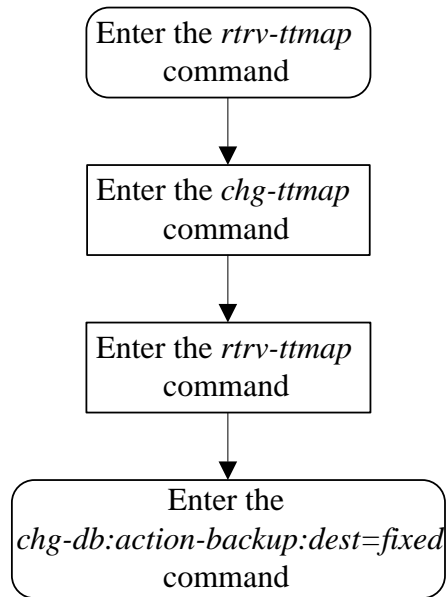 Enter the rtrv-ttmap
command
Enter the chg-ttmap
command
Enter the rtrv-ttmap
command
Enter the
chg-db:action-backup:dest=fixed
command